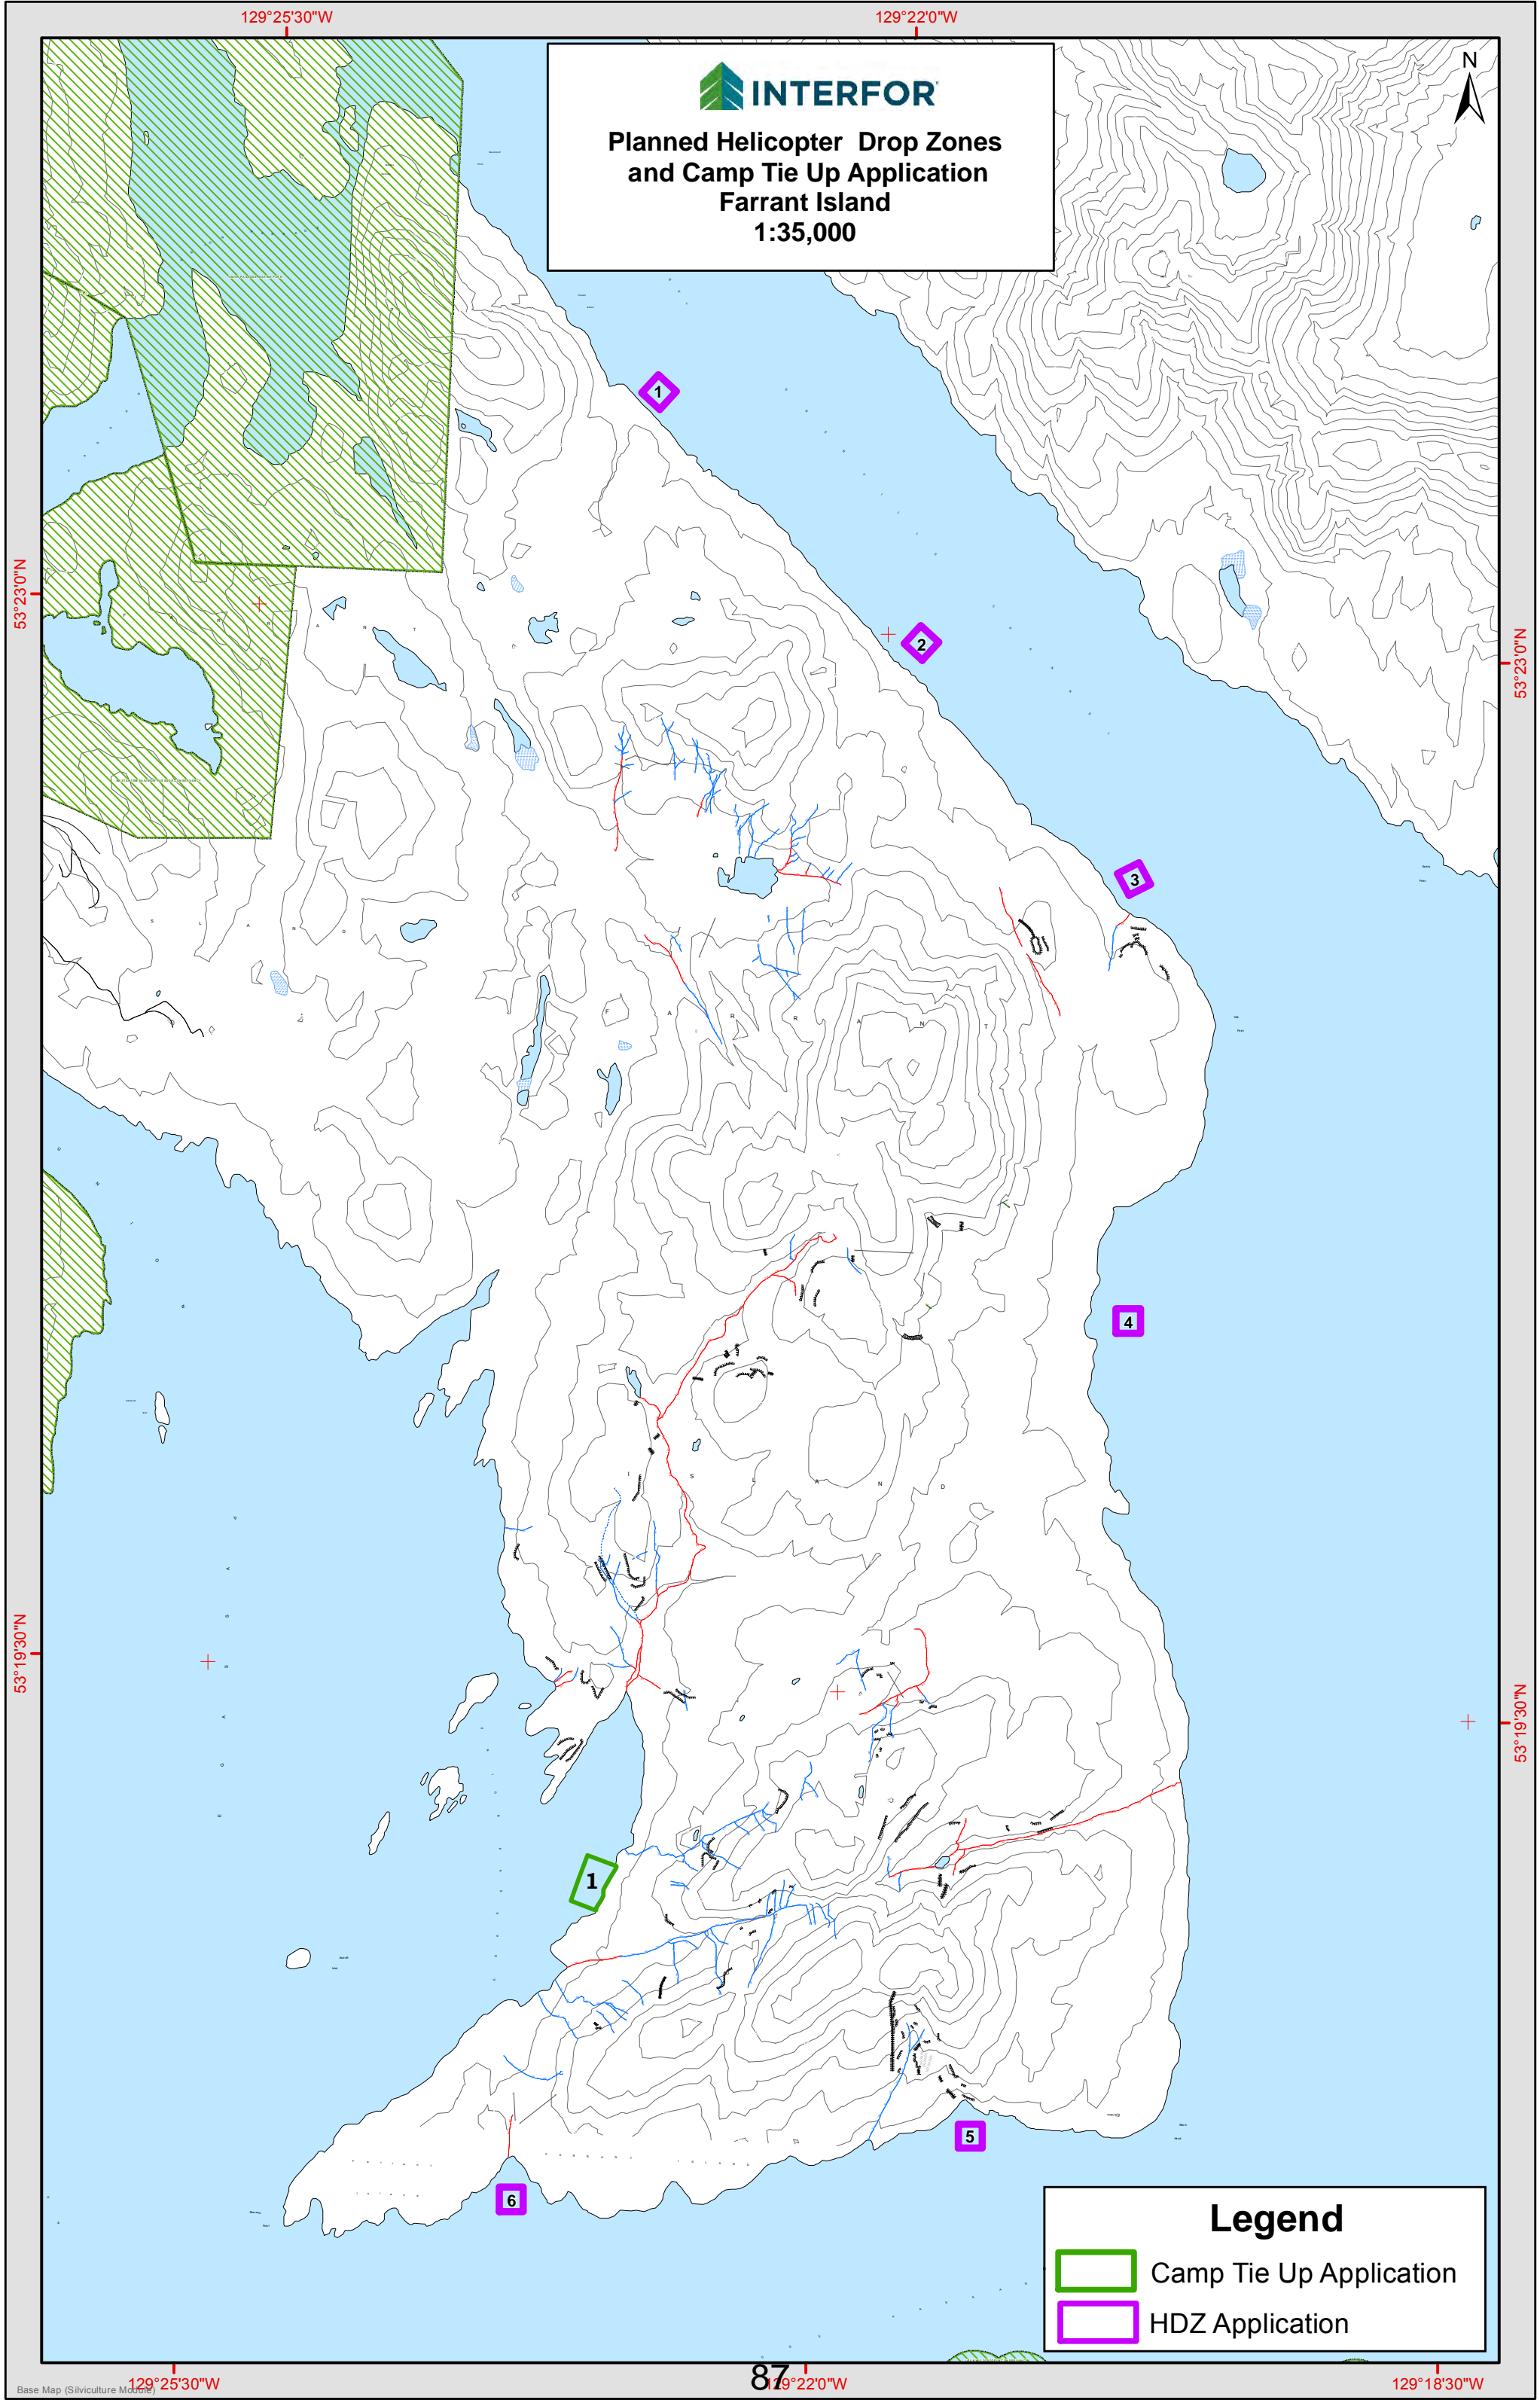 129°25'30"W
129°22'0"W
INTERFOR
Planned Helicopter Drop Zones
and Camp Tie Up Application
Farrant Island
1:35,000
N
1
53°23'0"N
2
53°23'0"N
3
F A R R A N T
4
I S L A N D
53°19'30"N
53°19'30"N
1
5
6
Legend
Camp Tie Up Application
HDZ Application
87
129°25'30"W
129°22'0"W
129°18'30"W
Base Map (Silviculture Module)